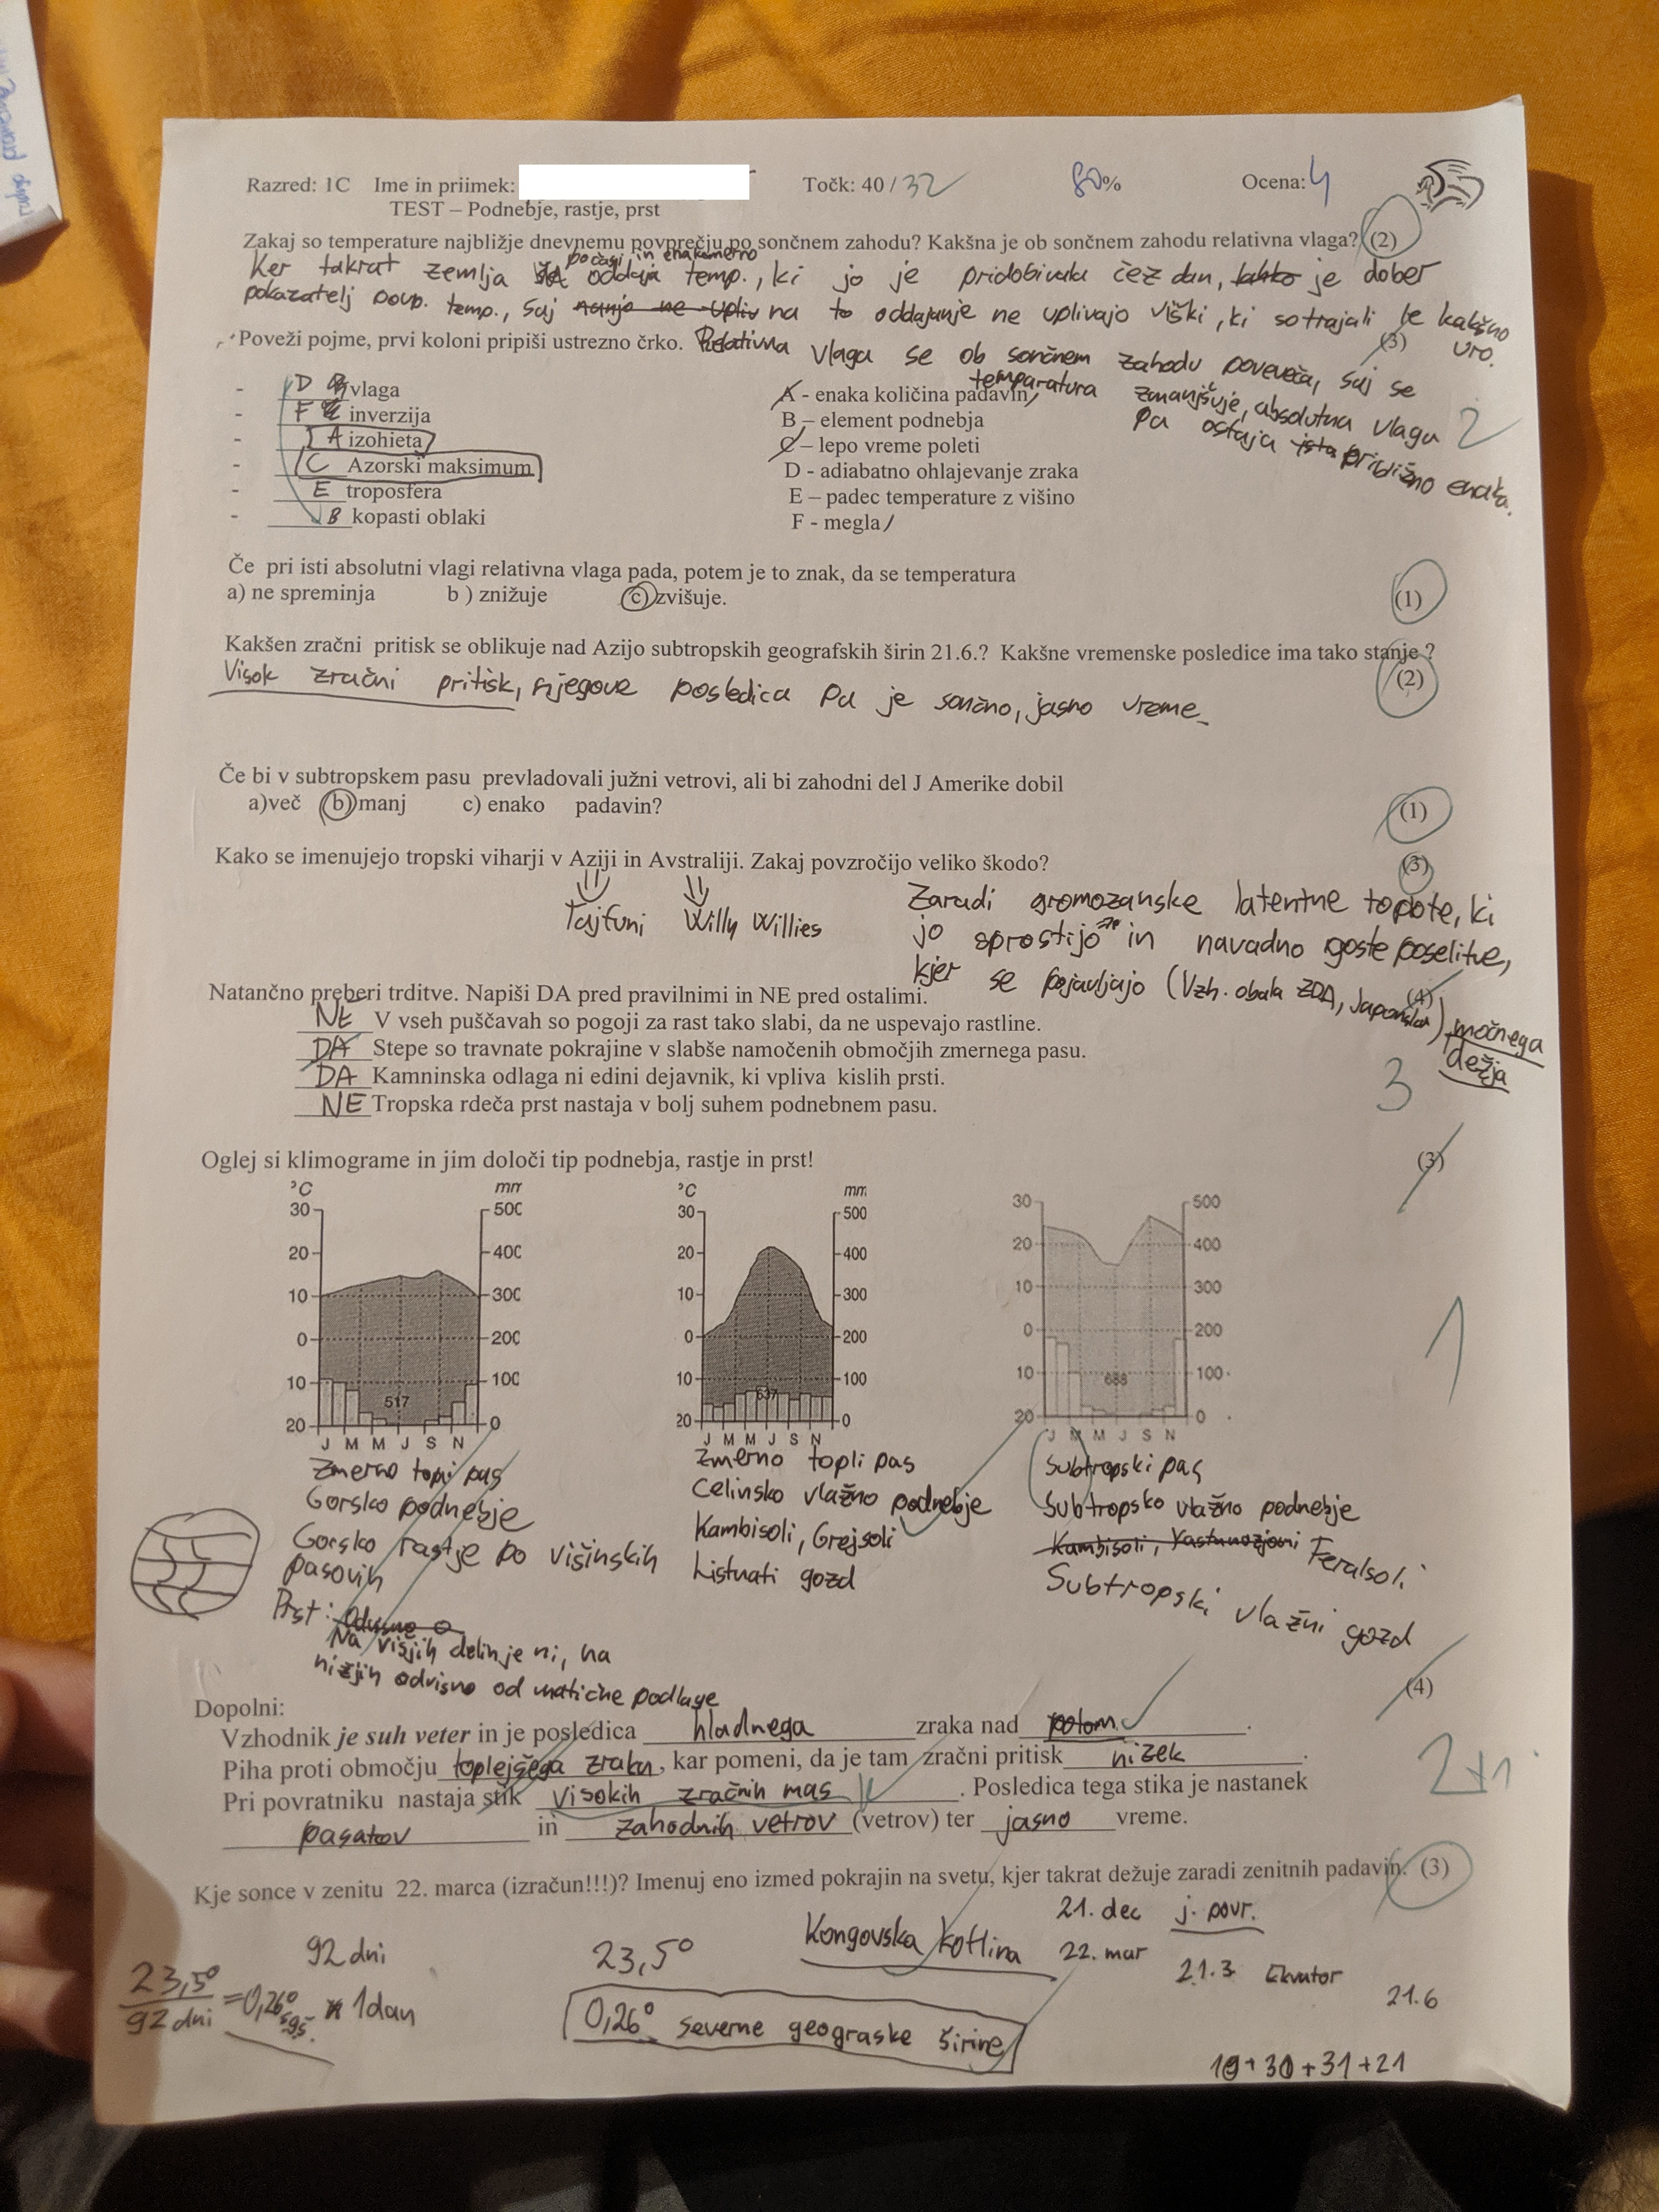 Razred: 1C Ime in priimek: Točk: 40 / 32 80% Ocena: 4
TEST – Podnebje, rastje, prst
Zakaj so temperature najbližje dnevnemu povprečju po sončnem zahodu? Kakšna je ob sončnem zahodu relativna vlaga? (2)
počasi in enakomerno
Ker takrat zemlja oddaja temp., ki jo je pridobivala čez dan, lahko je dober
pokazatelj povp. temp., saj nanjo ne vpliv na to oddajanje ne vplivajo viški, ki so trajali le kakšno
uro.
Poveži pojme, prvi koloni pripiši ustrezno črko. (3)
Relativna vlaga se ob sončnem zahodu poveveča, saj se
temperatura zmanjšuje, absolutna vlaga
pa ostaja ista približno enaka.
2
- D vlaga
- F inverzija
- A izohieta
- C Azorski maksimum
- E troposfera
- B kopasti oblaki
A - enaka količina padavin
B – element podnebja
C – lepo vreme poleti
D - adiabatno ohlajevanje zraka
E – padec temperature z višino
F - megla
Če pri isti absolutni vlagi relativna vlaga pada, potem je to znak, da se temperatura
a) ne spreminja b ) znižuje c) zvišuje. (1)
Kakšen zračni pritisk se oblikuje nad Azijo subtropskih geografskih širin 21.6.? Kakšne vremenske posledice ima tako stanje ?
(2)
Visok zračni pritisk, njegova posledica pa je sončno, jasno vreme.
Če bi v subtropskem pasu prevladovali južni vetrovi, ali bi zahodni del J Amerike dobil
a)več b) manj c) enako padavin? (1)
Kako se imenujejo tropski viharji v Aziji in Avstraliji. Zakaj povzročijo veliko škodo? (3)
Tajfuni Willy Willies
Zaradi gromozanske latentne toplote, ki
jo sprostijo in navadno goste poselitve,
kjer se pojavljajo (Vzh. obala ZDA, Japonska) močnega
dežja
Natančno preberi trditve. Napiši DA pred pravilnimi in NE pred ostalimi. (4)
NE V vseh puščavah so pogoji za rast tako slabi, da ne uspevajo rastline.
DA Stepe so travnate pokrajine v slabše namočenih območjih zmernega pasu.
DA Kamninska odlaga ni edini dejavnik, ki vpliva kislih prsti.
NE Tropska rdeča prst nastaja v bolj suhem podnebnem pasu.
3
Oglej si klimograme in jim določi tip podnebja, rastje in prst! (3)
°C mm
30 500
20 400
10 300
0 200
10 100
517
20 0
J M M J S N
°C mm
30 500
20 400
10 300
0 200
10 100
637
20 0
J M M J S N
30 500
20 400
10 300
0 200
10 100
688
20 0
J M M J S N
1
Zmerno topli pas
Gorsko podnebje
Gorsko rastje po višinskih
pasovih
Prst: Odvisno o
Na višjih delih je ni, na
nižjih odvisno od matične podlage
Zmerno topli pas
Celinsko vlažno podnebje
Kambisoli, Grejsoli
Listnati gozd
Subtropski pas
Subtropsko vlažno podnebje
Feralsoli
Subtropski vlažni gozd
Dopolni: (4)
Vzhodnik je suh veter in je posledica hladnega zraka nad polom.
Piha proti območju toplejšega zraka, kar pomeni, da je tam zračni pritisk nizek.
Pri povratniku nastaja stik visokih zračnih mas. Posledica tega stika je nastanek
pasatov in zahodnih vetrov (vetrov) ter jasno vreme.
2+1
Kje sonce v zenitu 22. marca (izračun!!!)? Imenuj eno izmed pokrajin na svetu, kjer takrat dežuje zaradi zenitnih padavin. (3)
21. dec j. povr.
92 dni 23,5° Kongovska kotlina 22. mar
21.3 Ekvator
21.6
23,5°
92 dni = 0,26° 1 dan
0,26° severne geograske širine
19+30+31+21